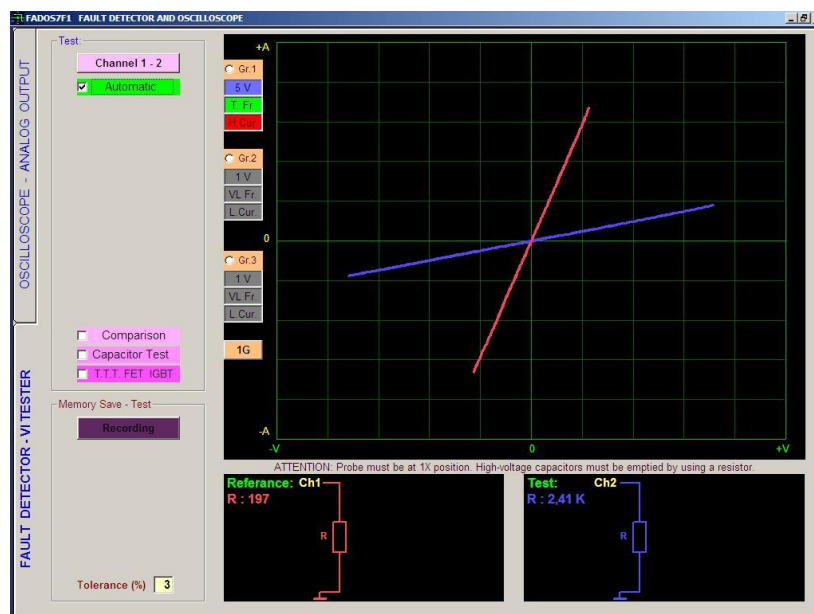 FADOS7F1 FAULT DETECTOR AND OSCILLOSCOPE
OSCILLOSCOPE - ANALOG OUTPUT
FAULT DETECTOR - VI TESTER
Test:
Channel 1 - 2
Automatic
Comparison
Capacitor Test
T.T.T. FET IGBT
Memory Save - Test
Recording
Tolerance (%) 3
+A
Gr.1
5 V
T. Fr.
H.Cur.
Gr.2
1 V
VL Fr.
L.Cur.
0
Gr.3
1 V
VL Fr.
L.Cur.
1G
-A
-V 0 +V
ATTENTION: Probe must be at 1X position. High-voltage capacitors must be emptied by using a resistor.
Referance: Ch1
R : 197
R
Test: Ch2
R : 2,41 K
R